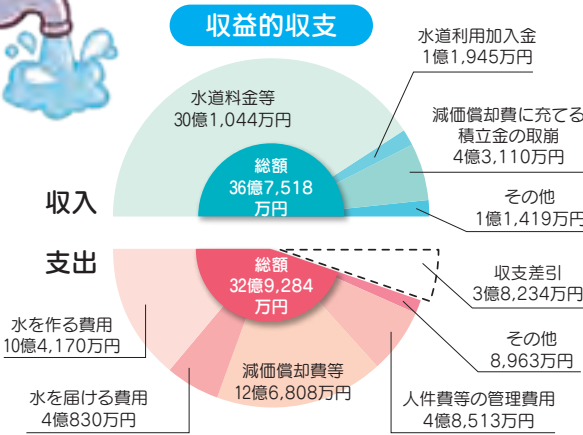 収益的収支
水道利用加入金
1億1,945万円
水道料金等
30億1,044万円
減価償却費に充てる
積立金の取崩
4億3,110万円
総額
36億7,518
万円
収入
その他
1億1,419万円
支出
総額
32億9,284
万円
収支差引
3億8,234万円
水を作る費用
10億4,170万円
その他
8,963万円
減価償却費等
12億6,808万円
水を届ける費用
4億830万円
人件費等の管理費用
4億8,513万円